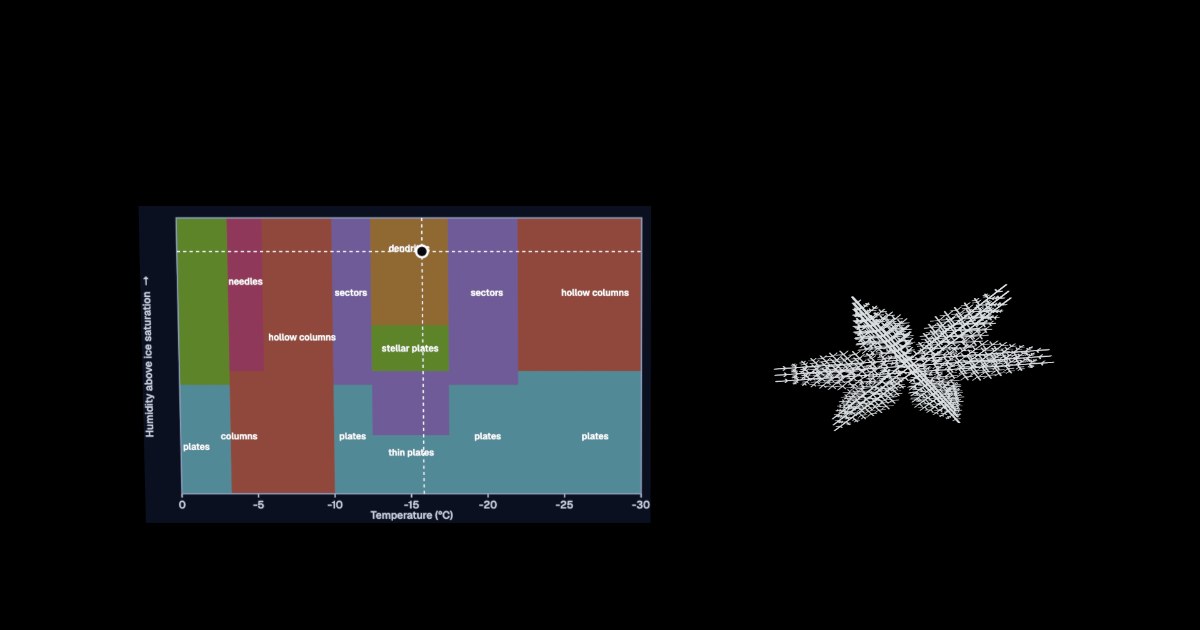 dendri
needles
sectors
sectors
hollow columns
hollow columns
stellar plates
columns
plates
plates
plates
plates
thin plates
0
-5
-10
-15
-20
-25
-30
Temperature (°C)
Humidity above ice saturation →